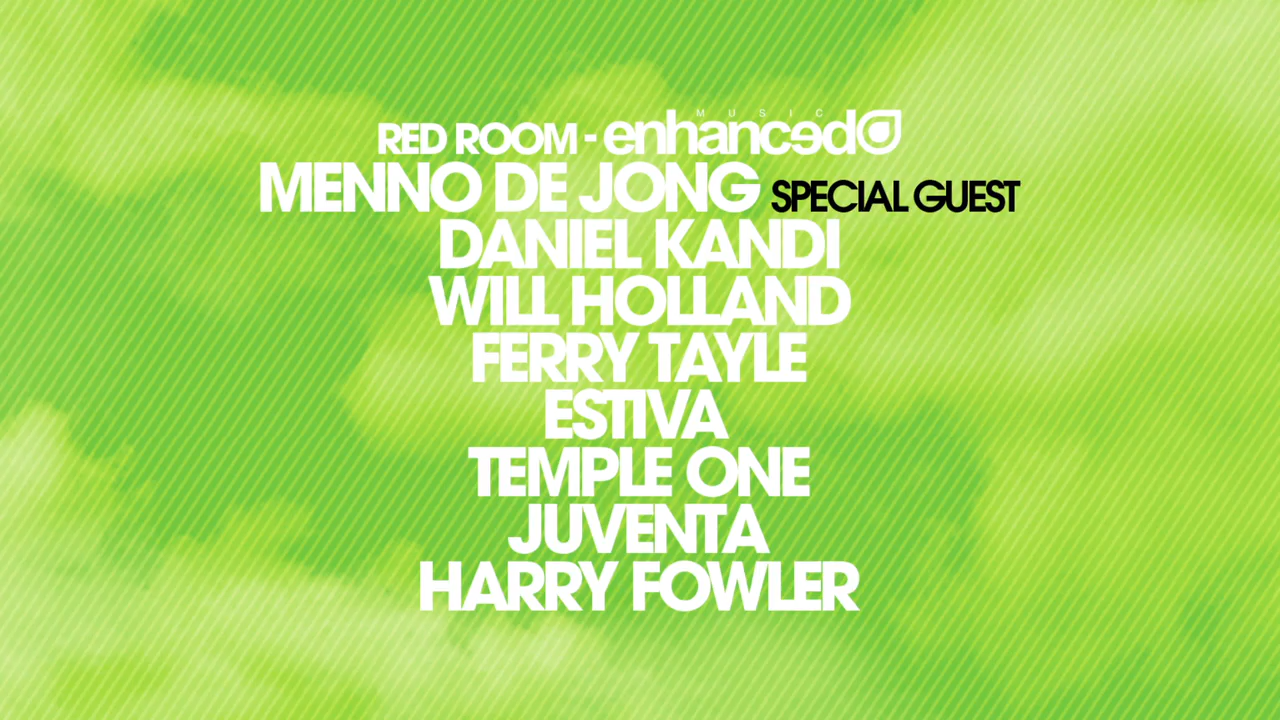 MUSIC
RED ROOM - enhanced
MENNO DE JONG SPECIAL GUEST
DANIEL KANDI
WILL HOLLAND
FERRY TAYLE
ESTIVA
TEMPLE ONE
JUVENTA
HARRY FOWLER